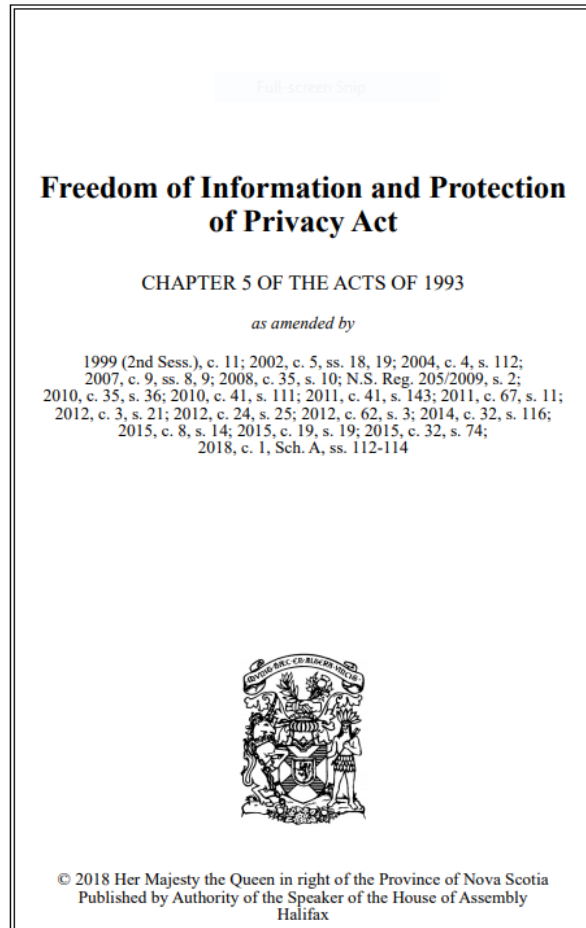 Full-screen Snip
Freedom of Information and Protection
of Privacy Act
CHAPTER 5 OF THE ACTS OF 1993
as amended by
1999 (2nd Sess.), c. 11; 2002, c. 5, ss. 18, 19; 2004, c. 4, s. 112;
2007, c. 9, ss. 8, 9; 2008, c. 35, s. 10; N.S. Reg. 205/2009, s. 2;
2010, c. 35, s. 36; 2010, c. 41, s. 111; 2011, c. 41, s. 143; 2011, c. 67, s. 11;
2012, c. 3, s. 21; 2012, c. 24, s. 25; 2012, c. 62, s. 3; 2014, c. 32, s. 116;
2015, c. 8, s. 14; 2015, c. 19, s. 19; 2015, c. 32, s. 74;
2018, c. 1, Sch. A, ss. 112-114
© 2018 Her Majesty the Queen in right of the Province of Nova Scotia
Published by Authority of the Speaker of the House of Assembly
Halifax